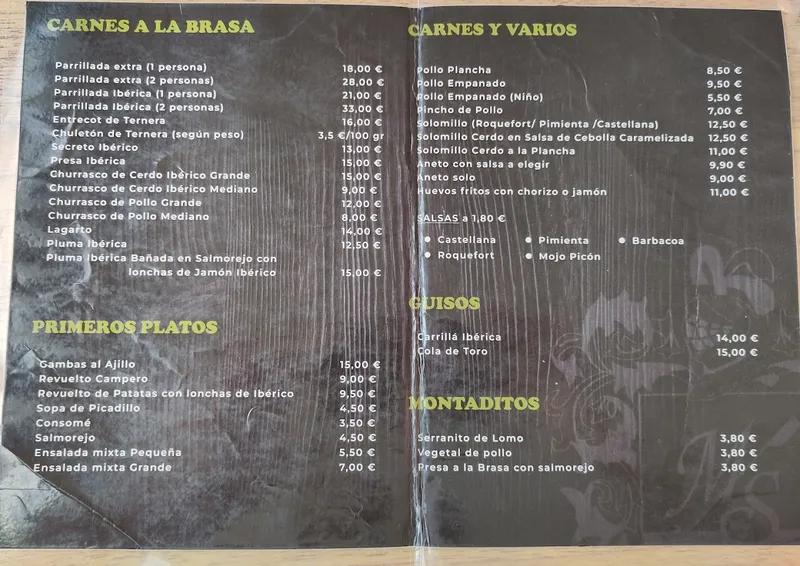 CARNES A LA BRASA
Parrillada extra (1 persona) 18,00 €
Parrillada extra (2 personas) 28,00 €
Parrillada Ibérica (1 persona) 21,00 €
Parrillada Ibérica (2 personas) 33,00 €
Entrecot de Ternera 16,00 €
Chuletón de Ternera (según peso) 3,5 €/100 gr
Secreto Ibérico 13,00 €
Presa Ibérica 15,00 €
Churrasco de Cerdo Ibérico Grande 15,00 €
Churrasco de Cerdo Ibérico Mediano 9,00 €
Churrasco de Pollo Grande 12,00 €
Churrasco de Pollo Mediano 8,00 €
Lagarto 14,00 €
Pluma Ibérica 12,50 €
Pluma Ibérica Bañada en Salmorejo con
lonchas de Jamón Ibérico 15,00 €
PRIMEROS PLATOS
Gambas al Ajillo 15,00 €
Revuelto Campero 9,00 €
Revuelto de Patatas con lonchas de Ibérico 9,50 €
Sopa de Picadillo 4,50 €
Consomé 3,50 €
Salmorejo 4,50 €
Ensalada mixta Pequeña 5,50 €
Ensalada mixta Grande 7,00 €
CARNES Y VARIOS
Pollo Plancha 8,50 €
Pollo Empanado 9,50 €
Pollo Empanado (Niño) 5,50 €
Pincho de Pollo 7,00 €
Solomillo (Roquefort/ Pimienta /Castellana) 12,50 €
Solomillo Cerdo en Salsa de Cebolla Caramelizada 12,50 €
Solomillo Cerdo a la Plancha 11,00 €
Aneto con salsa a elegir 9,90 €
Aneto solo 9,00 €
Huevos fritos con chorizo o jamón 11,00 €
SALSAS a 1,80 €
• Castellana • Pimienta • Barbacoa
• Roquefort • Mojo Picón
GUISOS
Carrillá Ibérica 14,00 €
Cola de Toro 15,00 €
MONTADITOS
Serranito de Lomo 3,80 €
Vegetal de pollo 3,80 €
Presa a la Brasa con salmorejo 3,80 €